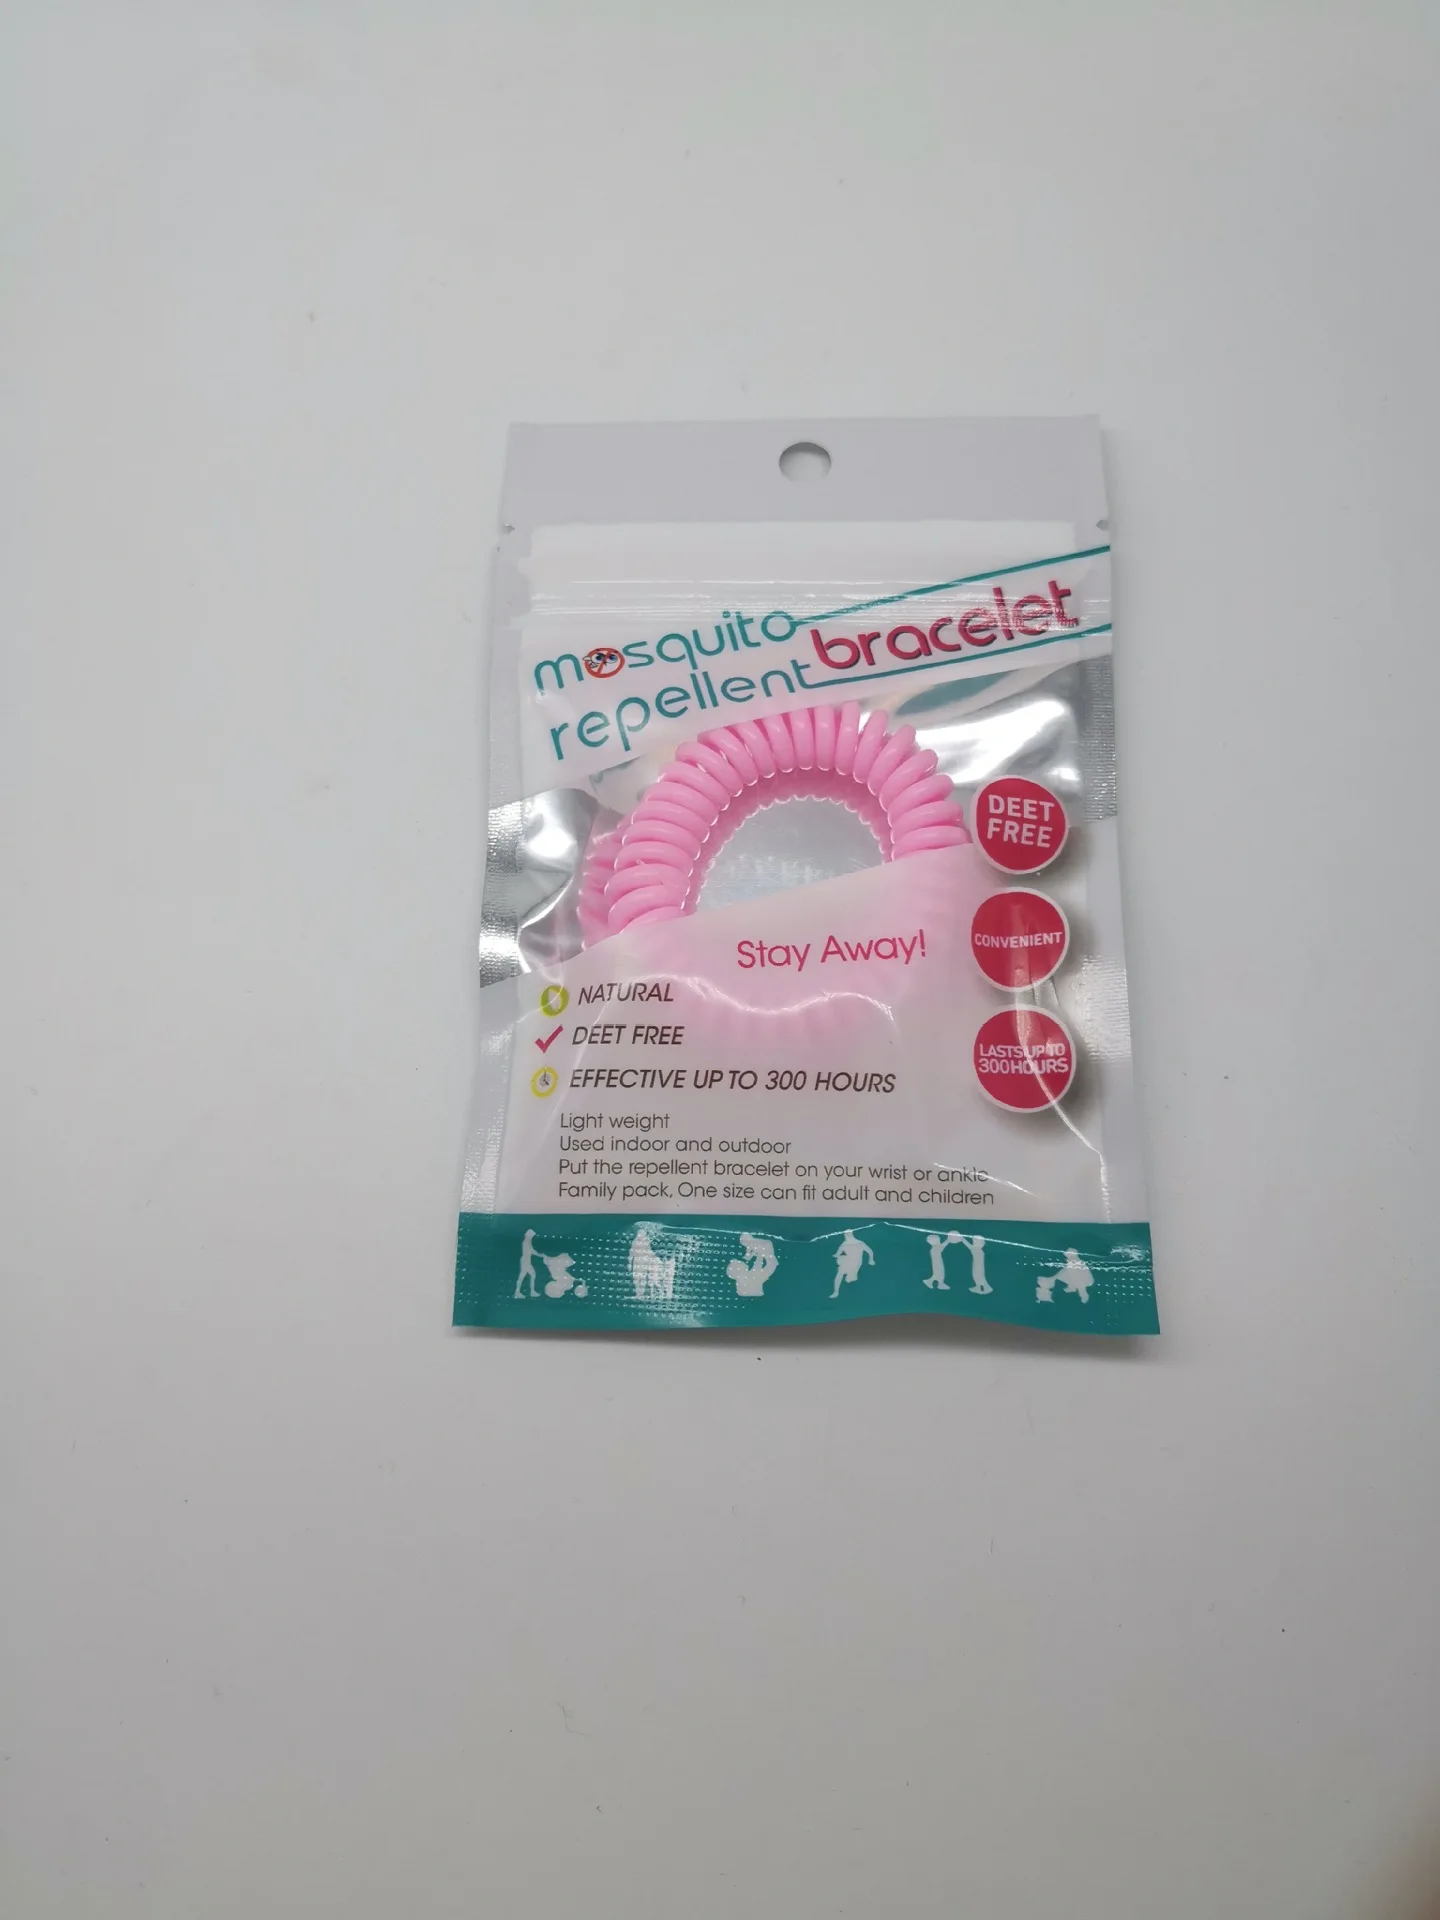 mosquito
repellent bracelet
DEET
FREE
CONVENIENT
LASTS UP TO
300HOURS
Stay Away!
NATURAL
DEET FREE
EFFECTIVE UP TO 300 HOURS
Light weight
Used indoor and outdoor
Put the repellent bracelet on your wrist or ankle
Family pack, One size can fit adult and children